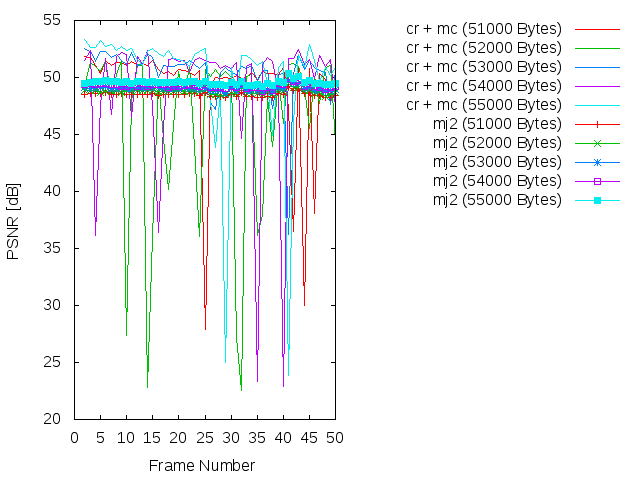 55
50
45
40
35
30
25
20
0 5 10 15 20 25 30 35 40 45 50
PSNR [dB]
Frame Number
cr + mc (51000 Bytes)
cr + mc (52000 Bytes)
cr + mc (53000 Bytes)
cr + mc (54000 Bytes)
cr + mc (55000 Bytes)
mj2 (51000 Bytes)
mj2 (52000 Bytes)
mj2 (53000 Bytes)
mj2 (54000 Bytes)
mj2 (55000 Bytes)